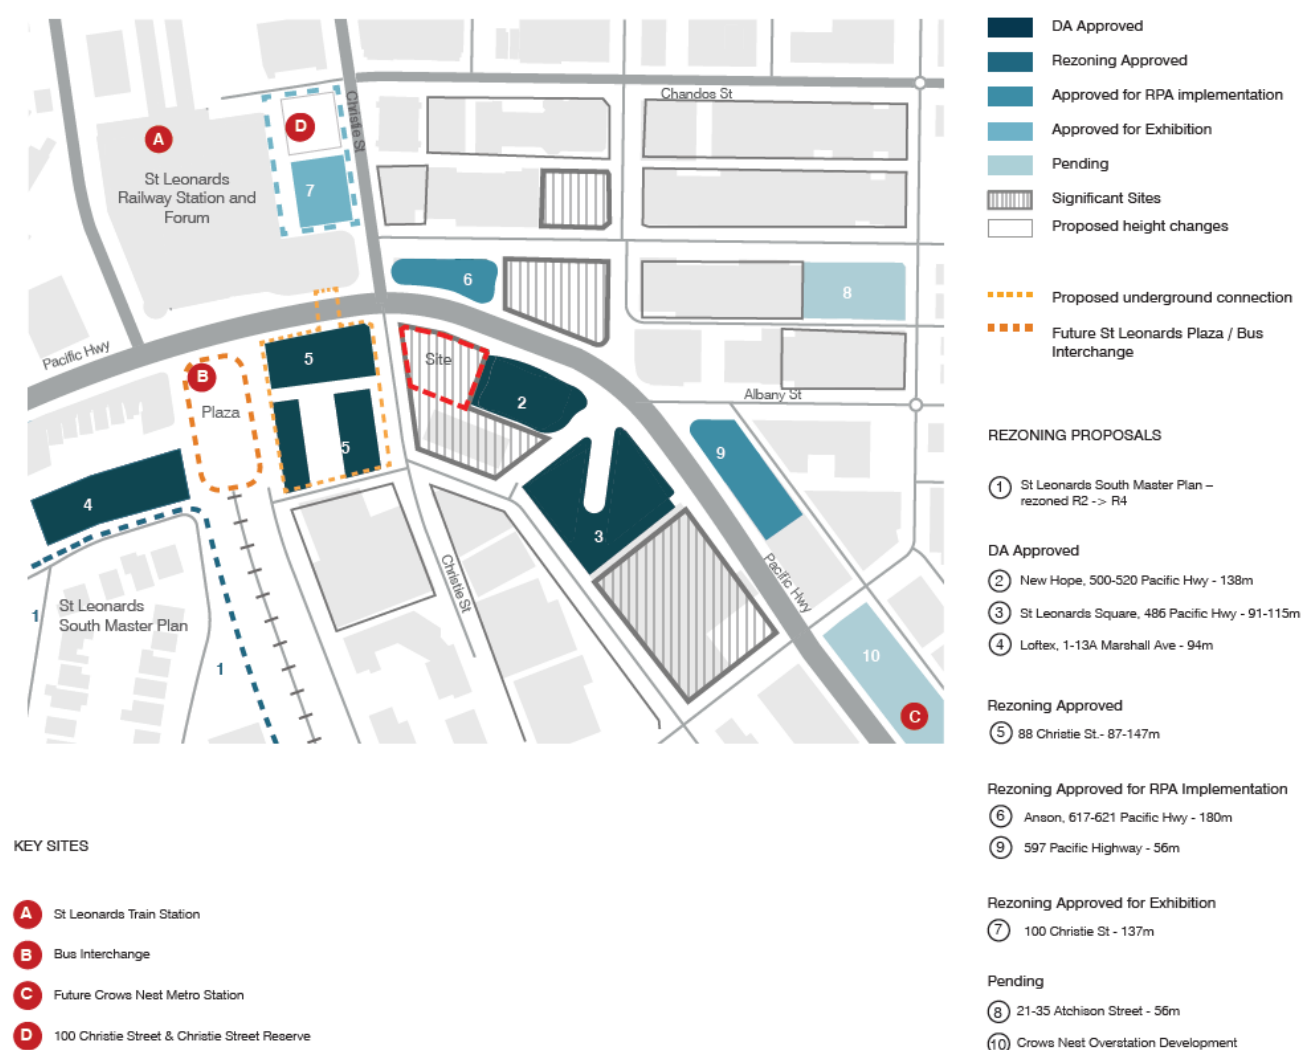 Chandos St
Christie St
A
D
St Leonards
Railway Station and
Forum
7
6
8
Pacific Hwy
5
Site
B
Plaza
2
Albany St
5
9
4
3
Christie St
Pacific Hwy
1
St Leonards
South Master Plan
1
10
C
DA Approved
Rezoning Approved
Approved for RPA implementation
Approved for Exhibition
Pending
Significant Sites
Proposed height changes
Proposed underground connection
Future St Leonards Plaza / Bus
Interchange
REZONING PROPOSALS
1 St Leonards South Master Plan –
rezoned R2 -> R4
DA Approved
2 New Hope, 500-520 Pacific Hwy - 138m
3 St Leonards Square, 486 Pacific Hwy - 91-115m
4 Loftex, 1-13A Marshall Ave - 94m
Rezoning Approved
5 88 Christie St.- 87-147m
Rezoning Approved for RPA Implementation
6 Anson, 617-621 Pacific Hwy - 180m
9 597 Pacific Highway - 56m
Rezoning Approved for Exhibition
7 100 Christie St - 137m
Pending
8 21-35 Atchison Street - 56m
10 Crows Nest Overstation Development
KEY SITES
A St Leonards Train Station
B Bus Interchange
C Future Crows Nest Metro Station
D 100 Christie Street & Christie Street Reserve